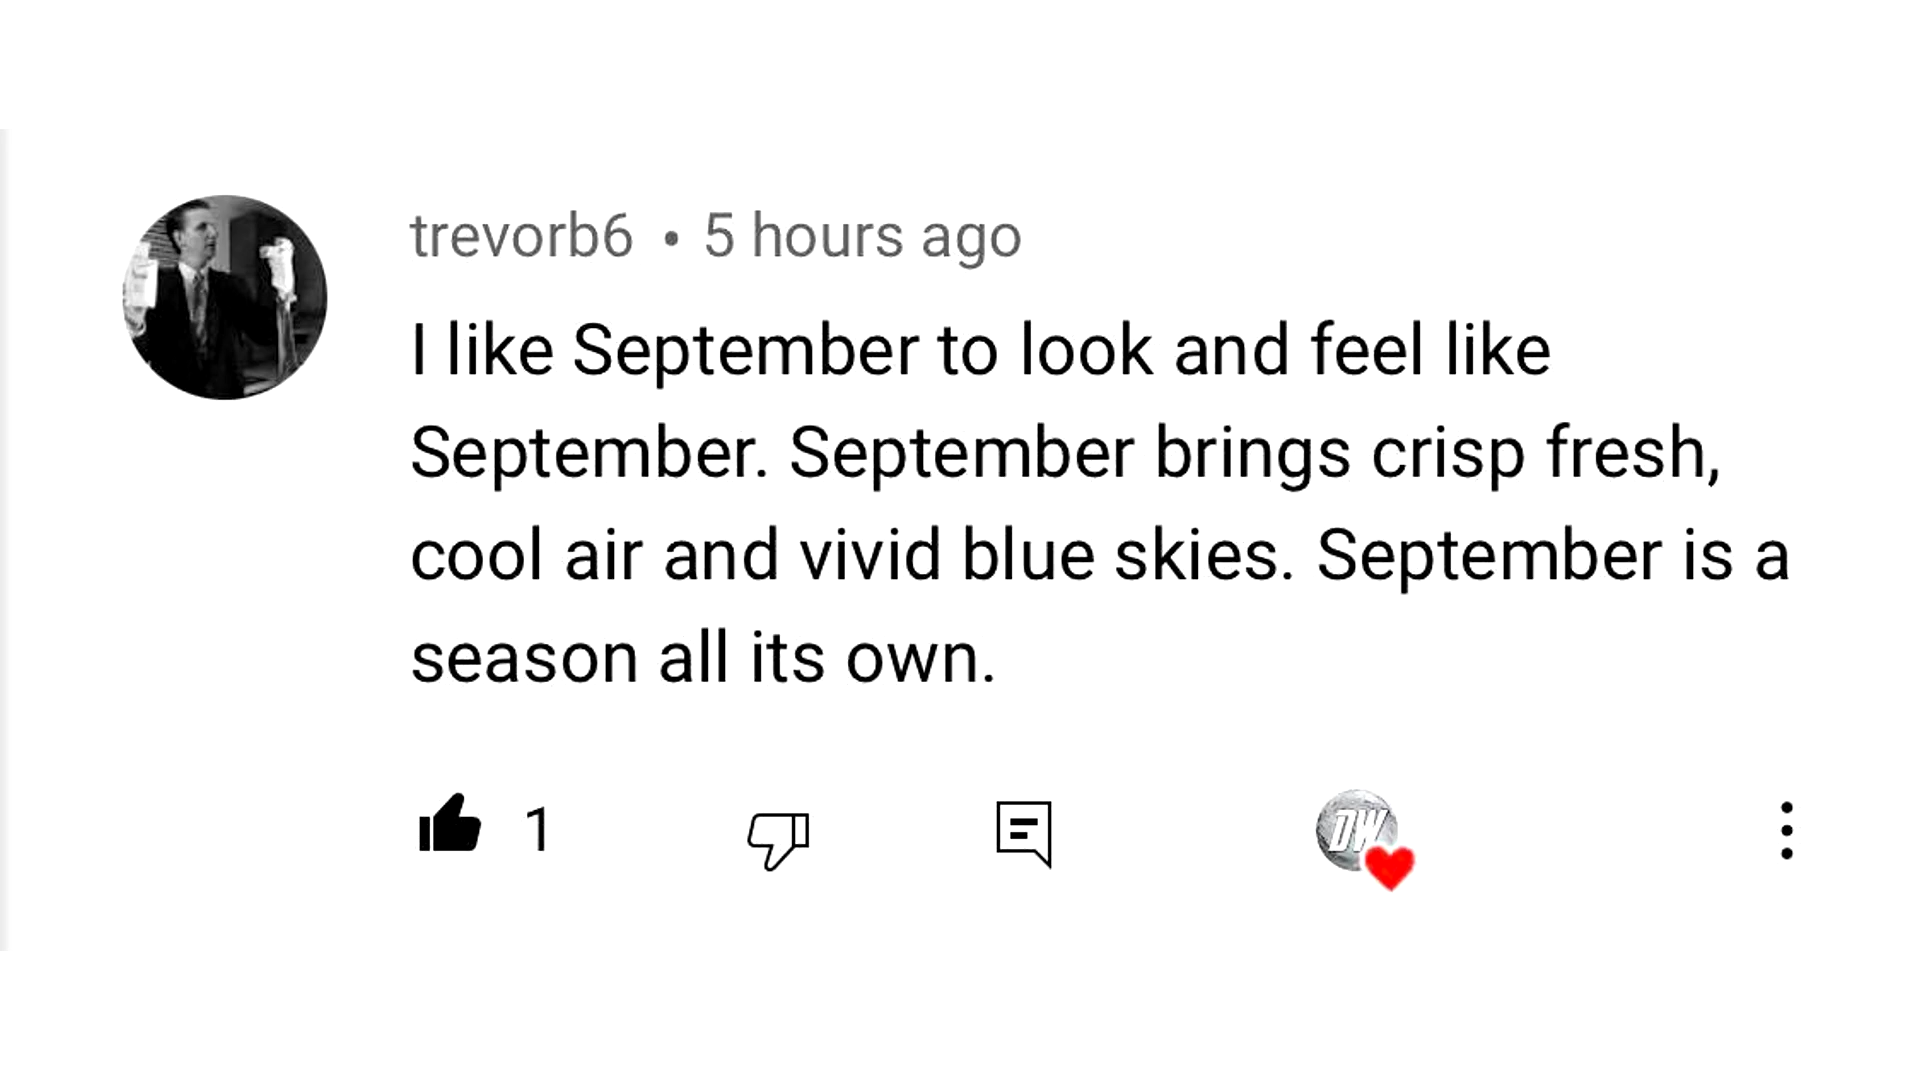 trevorb6 • 5 hours ago
I like September to look and feel like
September. September brings crisp fresh,
cool air and vivid blue skies. September is a
season all its own.
1
DW